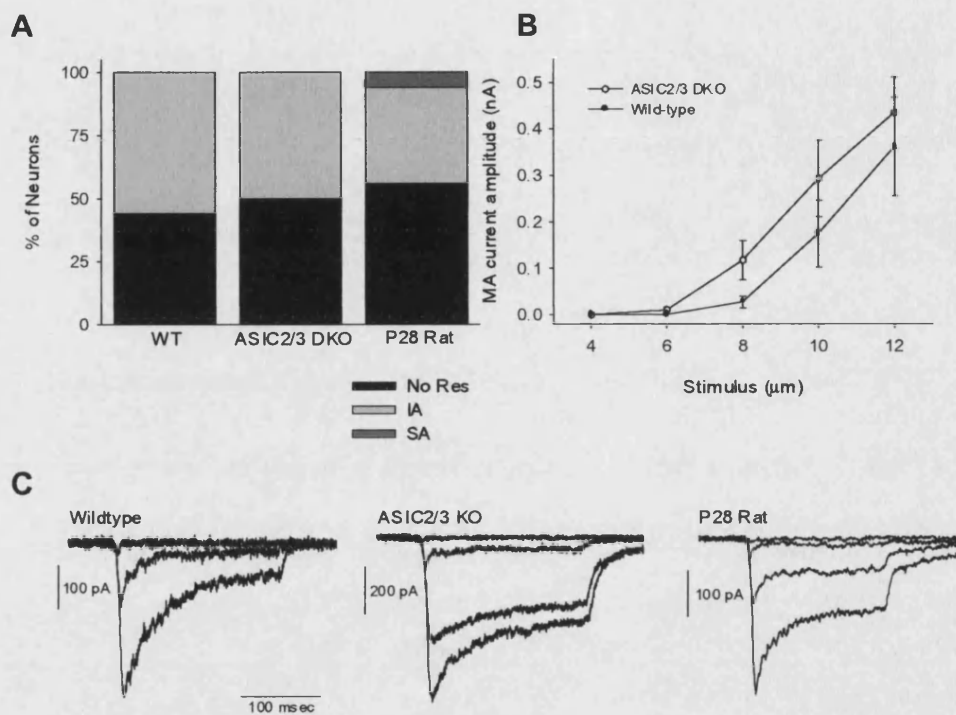 A
% of Neurons
100
75
50
25
0
WT ASIC2/3 DKO P28 Rat
No Res
IA
SA
B
MA current amplitude (nA)
0.5
0.4
0.3
0.2
0.1
0.0
ASIC2/3 DKO
Wild-type
4 6 8 10 12
Stimulus (μm)
C
Wildtype
100 pA
100 msec
ASIC2/3 KO
200 pA
P28 Rat
100 pA